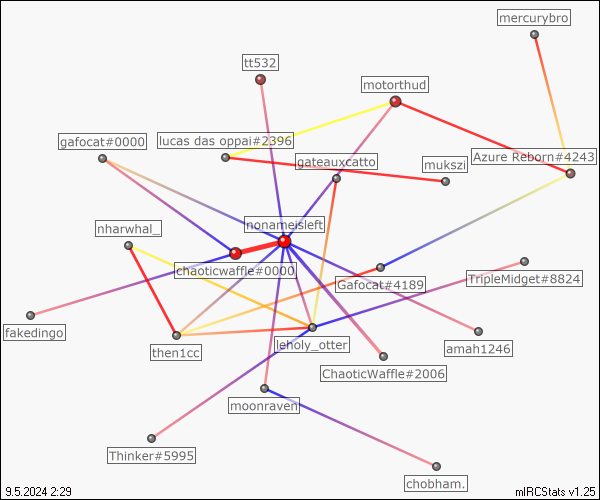 mercurybro
tt532
motorthud
gafocat#0000
lucas das oppai#2396
gateauxcatto
mukszi
Azure Reborn#4243
nharwhal_
nonameisleft
chaoticwaffle#0000
Gafocat#4189
TripleMidget#8824
fakedingo
then1cc
leholy_otter
amah1246
ChaoticWaffle#2006
moonraven
Thinker#5995
chobham.
9.5.2024 2:29
mIRCStats v1.25